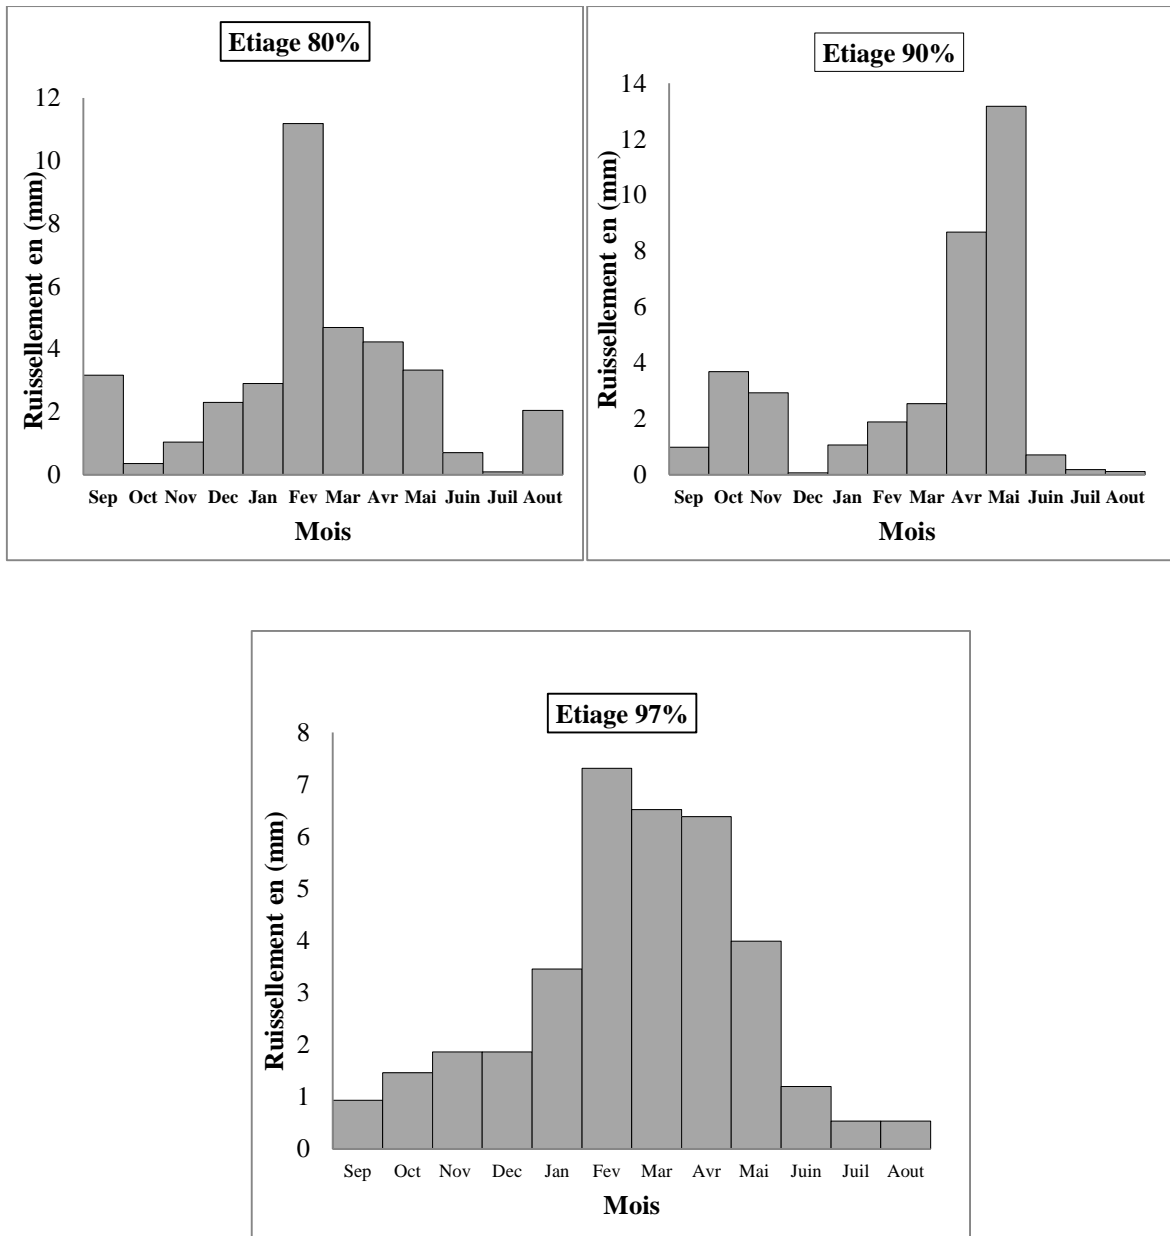 Etiage 80%
Ruissellement en (mm)
12
10
8
6
4
2
0
Sep Oct Nov Dec Jan Fev Mar Avr Mai Juin Juil Aout
Mois
Etiage 90%
Ruissellement en (mm)
14
12
10
8
6
4
2
0
Sep Oct Nov Dec Jan Fev Mar Avr Mai Juin Juil Aout
Mois
Etiage 97%
Ruissellement en (mm)
8
7
6
5
4
3
2
1
0
Sep Oct Nov Dec Jan Fev Mar Avr Mai Juin Juil Aout
Mois